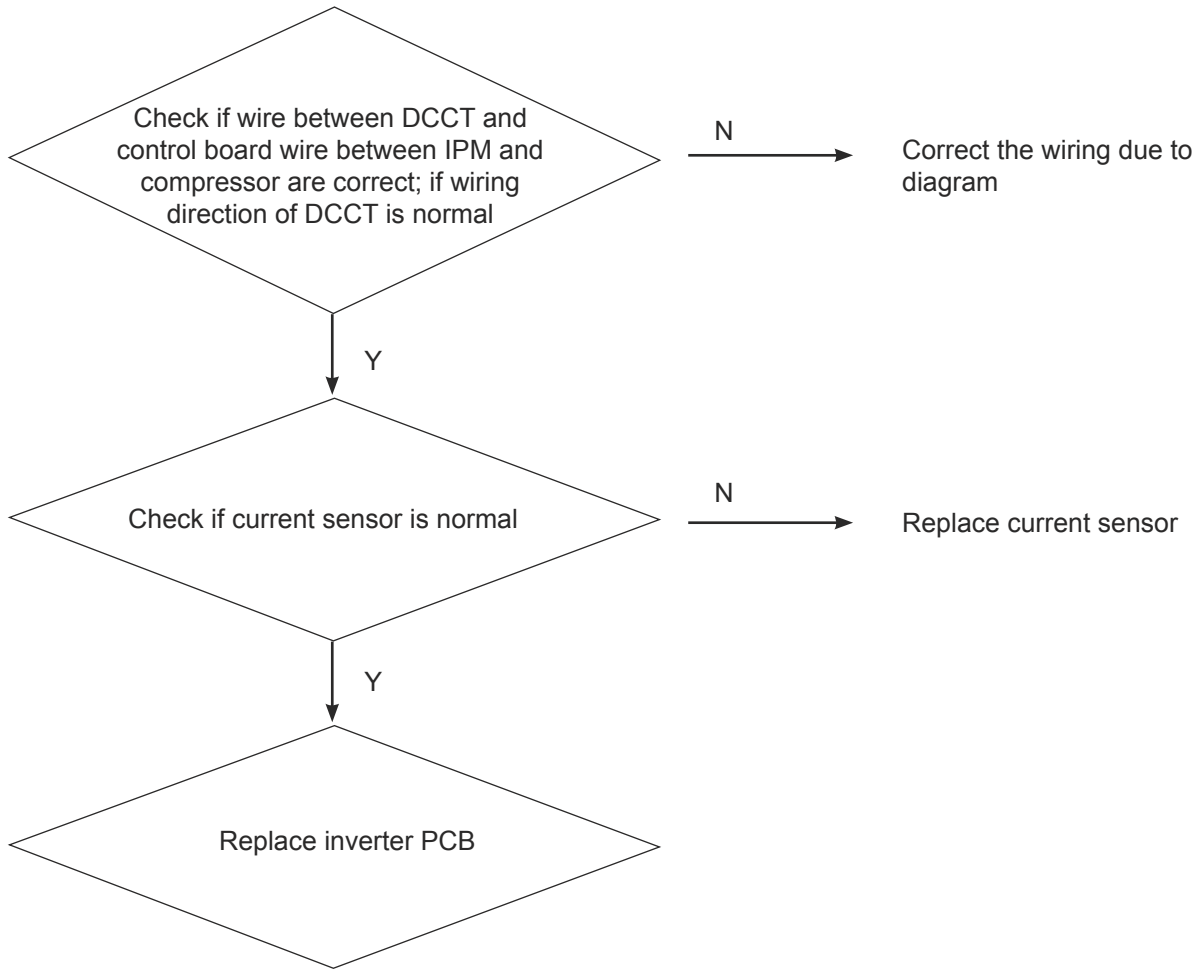 Check if wire between DCCT and
control board wire between IPM and
compressor are correct; if wiring
direction of DCCT is normal
N
Correct the wiring due to
diagram
Y
Check if current sensor is normal
N
Replace current sensor
Y
Replace inverter PCB